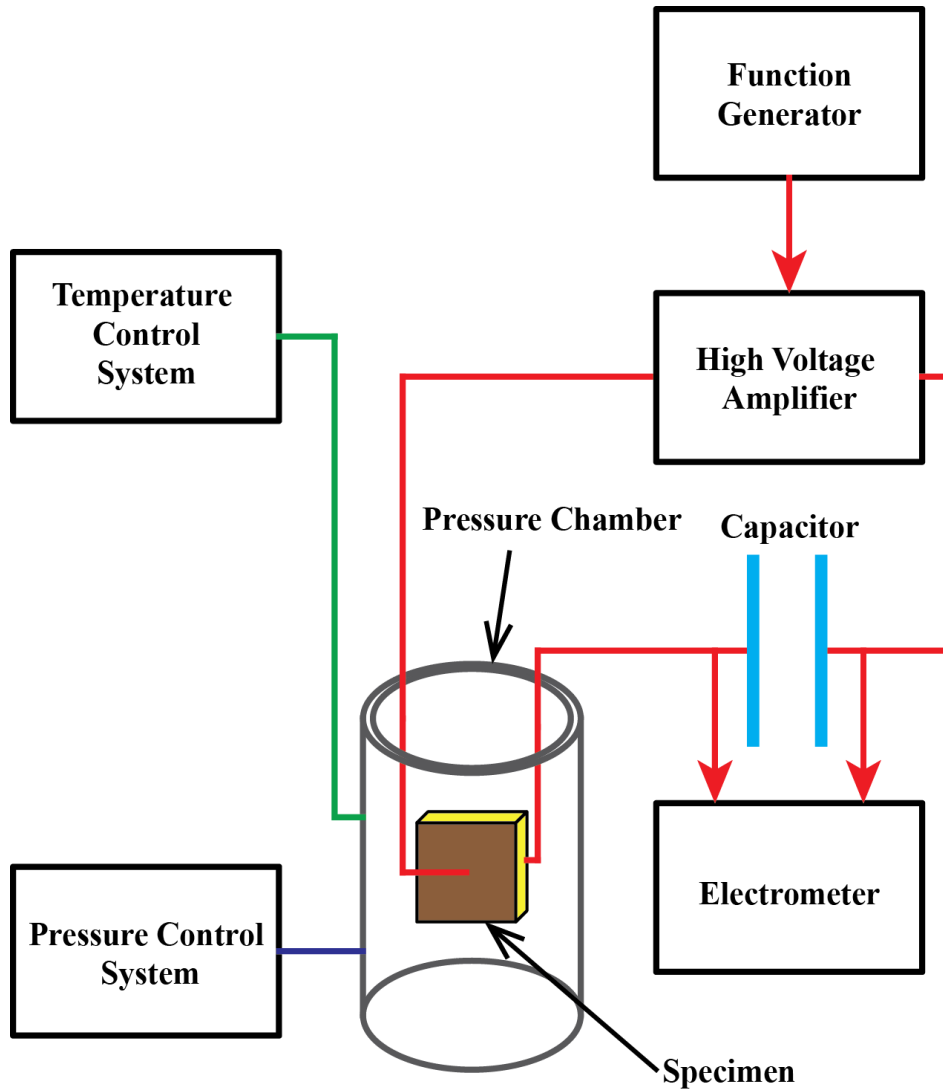 Function
Generator
Temperature
Control
System
High Voltage
Amplifier
Pressure Chamber
Capacitor
Electrometer
Pressure Control
System
Specimen